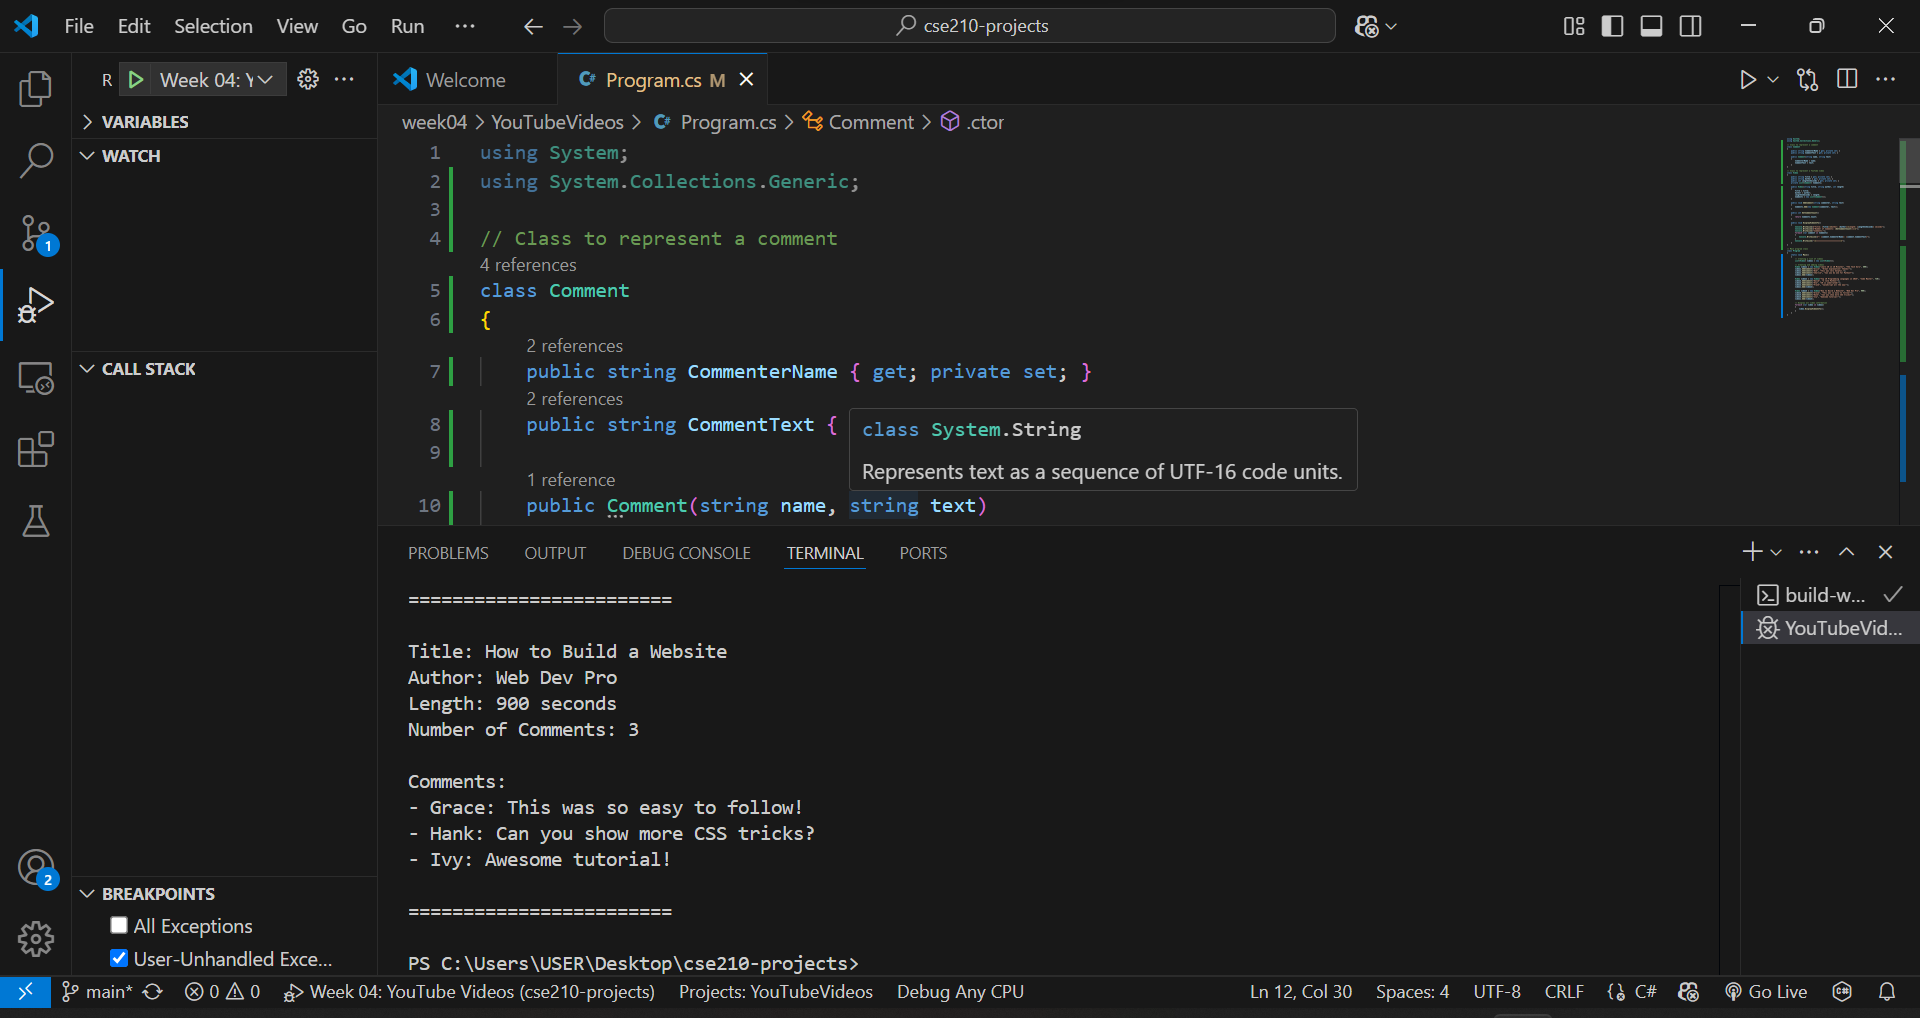 File Edit Selection View Go Run ··· cse210-projects
R Week 04: Y
VARIABLES
WATCH
CALL STACK
BREAKPOINTS
All Exceptions
User-Unhandled Exce...
1
2
Welcome Program.cs M
week04 > YouTubeVideos > Program.cs > Comment > .ctor
1 using System;
2 using System.Collections.Generic;
3
4 // Class to represent a comment
4 references
5 class Comment
6 {
2 references
7 public string CommenterName { get; private set; }
2 references
8 public string CommentText {
9
class System.String
Represents text as a sequence of UTF-16 code units.
1 reference
10 public Comment(string name, string text)
PROBLEMS OUTPUT DEBUG CONSOLE TERMINAL PORTS
build-w...
YouTubeVid...
========================
Title: How to Build a Website
Author: Web Dev Pro
Length: 900 seconds
Number of Comments: 3
Comments:
- Grace: This was so easy to follow!
- Hank: Can you show more CSS tricks?
- Ivy: Awesome tutorial!
========================
PS C:\Users\USER\Desktop\cse210-projects>
main* 0 0 Week 04: YouTube Videos (cse210-projects) Projects: YouTubeVideos Debug Any CPU Ln 12, Col 30 Spaces: 4 UTF-8 CRLF C# Go Live